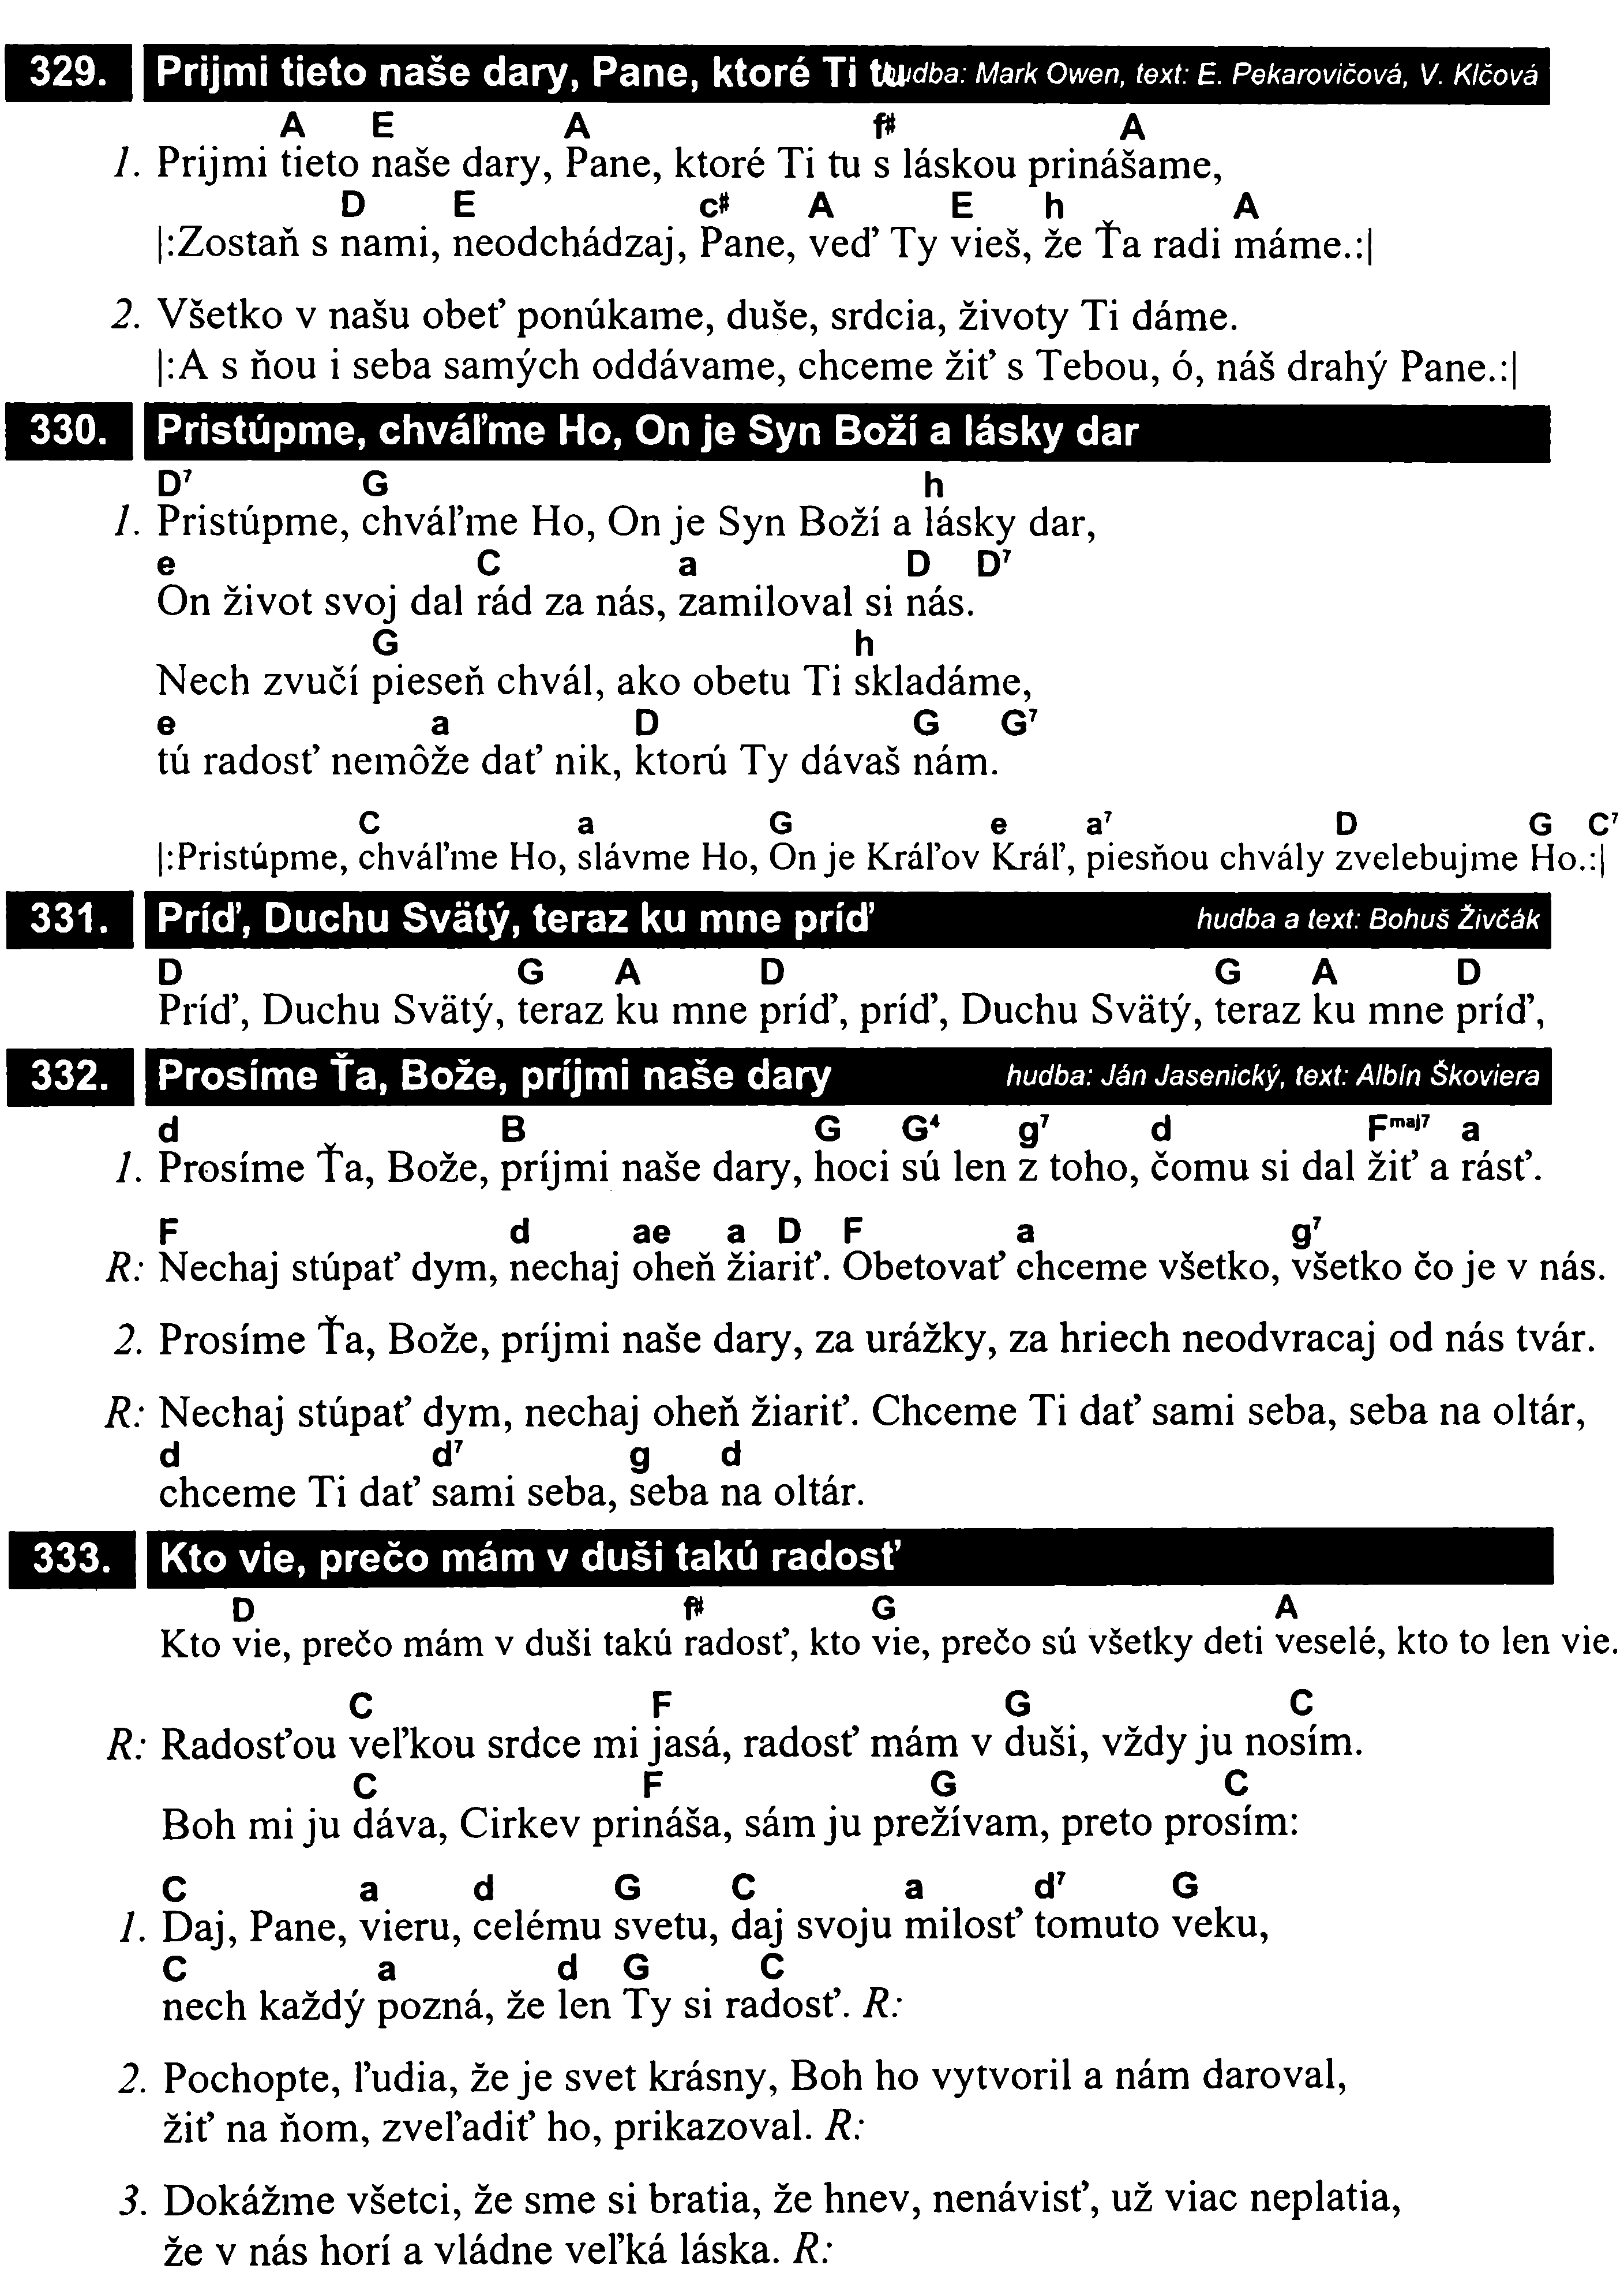 329. Prijmi tieto naše dary, Pane, ktoré Ti tu hudba: Mark Owen, text: E. Pekarovičová, V. Klčová
A E A f# A
1. Prijmi tieto naše dary, Pane, ktoré Ti tu s láskou prinášame,
D E c# A E h A
|:Zostaň s nami, neodchádzaj, Pane, veď Ty vieš, že Ťa radi máme.:|
2. Všetko v našu obeť ponúkame, duše, srdcia, životy Ti dáme.
|:A s ňou i seba samých oddávame, chceme žiť s Tebou, ó, náš drahý Pane.:|
330. Pristúpme, chváľme Ho, On je Syn Boží a lásky dar
D⁷ G h
1. Pristúpme, chváľme Ho, On je Syn Boží a lásky dar,
e C a D D⁷
On život svoj dal rád za nás, zamiloval si nás.
G h
Nech zvučí pieseň chvál, ako obetu Ti skladáme,
e a D G G⁷
tú radosť nemôže dať nik, ktorú Ty dávaš nám.
C a G e a⁷ D G C⁷
|:Pristúpme, chváľme Ho, slávme Ho, On je Kráľov Kráľ, piesňou chvály zvelebujme Ho.:|
331. Príď, Duchu Svätý, teraz ku mne príď hudba a text: Bohuš Živčák
D G A D G A D
Príď, Duchu Svätý, teraz ku mne príď, príď, Duchu Svätý, teraz ku mne príď,
332. Prosíme Ťa, Bože, príjmi naše dary hudba: Ján Jasenický, text: Albín Škoviera
d B G G⁴ g⁷ d Fmaj7 a
1. Prosíme Ťa, Bože, príjmi naše dary, hoci sú len z toho, čomu si dal žiť a rásť.
F d ae a D F a g⁷
R: Nechaj stúpať dym, nechaj oheň žiariť. Obetovať chceme všetko, všetko čo je v nás.
2. Prosíme Ťa, Bože, príjmi naše dary, za urážky, za hriech neodvracaj od nás tvár.
R: Nechaj stúpať dym, nechaj oheň žiariť. Chceme Ti dať sami seba, seba na oltár,
d d⁷ g d
chceme Ti dať sami seba, seba na oltár.
333. Kto vie, prečo mám v duši takú radosť
D f# G A
Kto vie, prečo mám v duši takú radosť, kto vie, prečo sú všetky deti veselé, kto to len vie.
C F G C
R: Radosťou veľkou srdce mi jasá, radosť mám v duši, vždy ju nosím.
C F G C
Boh mi ju dáva, Cirkev prináša, sám ju prežívam, preto prosím:
C a d G C a d⁷ G
1. Daj, Pane, vieru, celému svetu, daj svoju milosť tomuto veku,
C a d G C
nech každý pozná, že len Ty si radosť. R:
2. Pochopte, ľudia, že je svet krásny, Boh ho vytvoril a nám daroval,
žiť na ňom, zveľadiť ho, prikazoval. R:
3. Dokážme všetci, že sme si bratia, že hnev, nenávisť, už viac neplatia,
že v nás horí a vládne veľká láska. R: